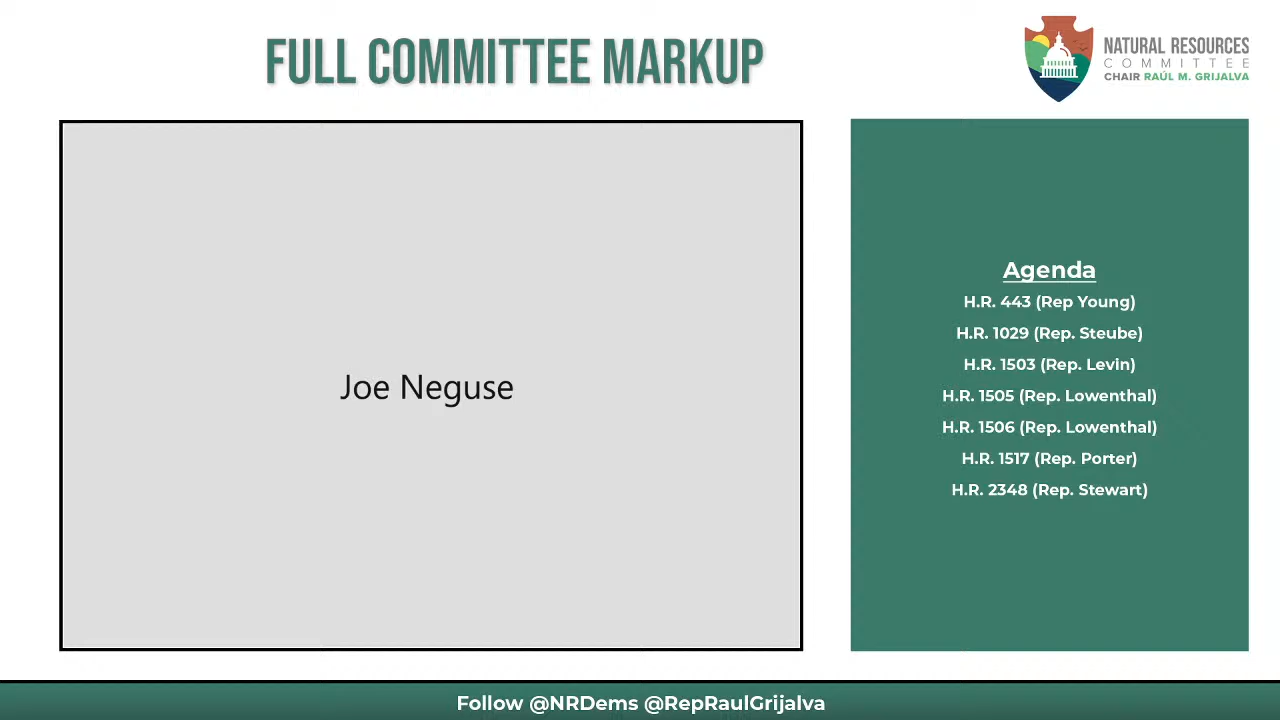 FULL COMMITTEE MARKUP
NATURAL RESOURCES
COMMITTEE
CHAIR RAÚL M. GRIJALVA
Joe Neguse
Agenda
H.R. 443 (Rep Young)
H.R. 1029 (Rep. Steube)
H.R. 1503 (Rep. Levin)
H.R. 1505 (Rep. Lowenthal)
H.R. 1506 (Rep. Lowenthal)
H.R. 1517 (Rep. Porter)
H.R. 2348 (Rep. Stewart)
Follow @NRDems @RepRaulGrijalva